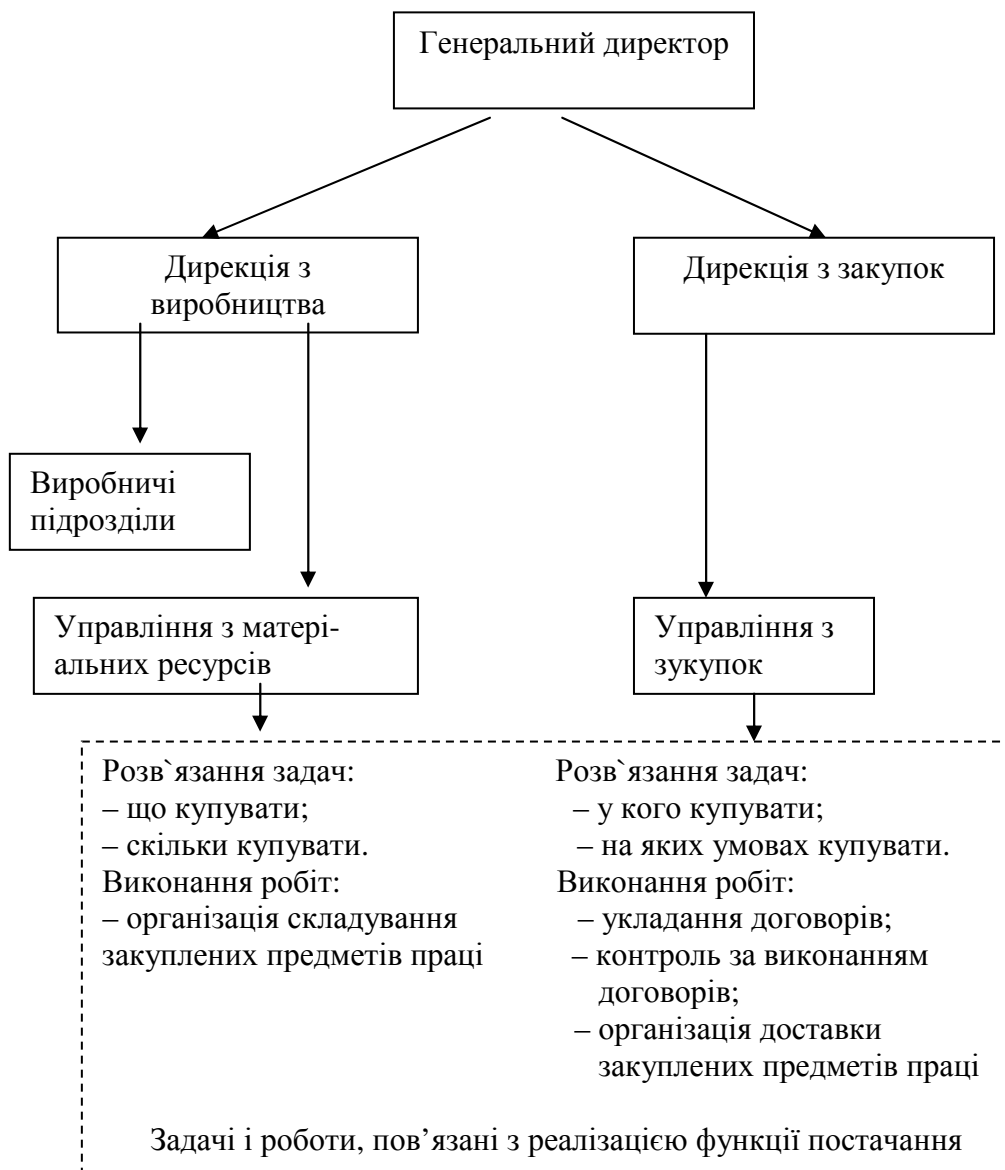 Генеральний директор
Дирекція з
виробництва
Дирекція з закупок
Виробничі
підрозділи
Управління з матері-
альних ресурсів
Управління з
зукупок
Розв`язання задач:
– що купувати;
– скільки купувати.
Виконання робіт:
– організація складування
закуплених предметів праці
Розв`язання задач:
– у кого купувати;
– на яких умовах купувати.
Виконання робіт:
– укладання договорів;
– контроль за виконанням
договорів;
– організація доставки
закуплених предметів праці
Задачі і роботи, пов’язані з реалізацією функції постачання